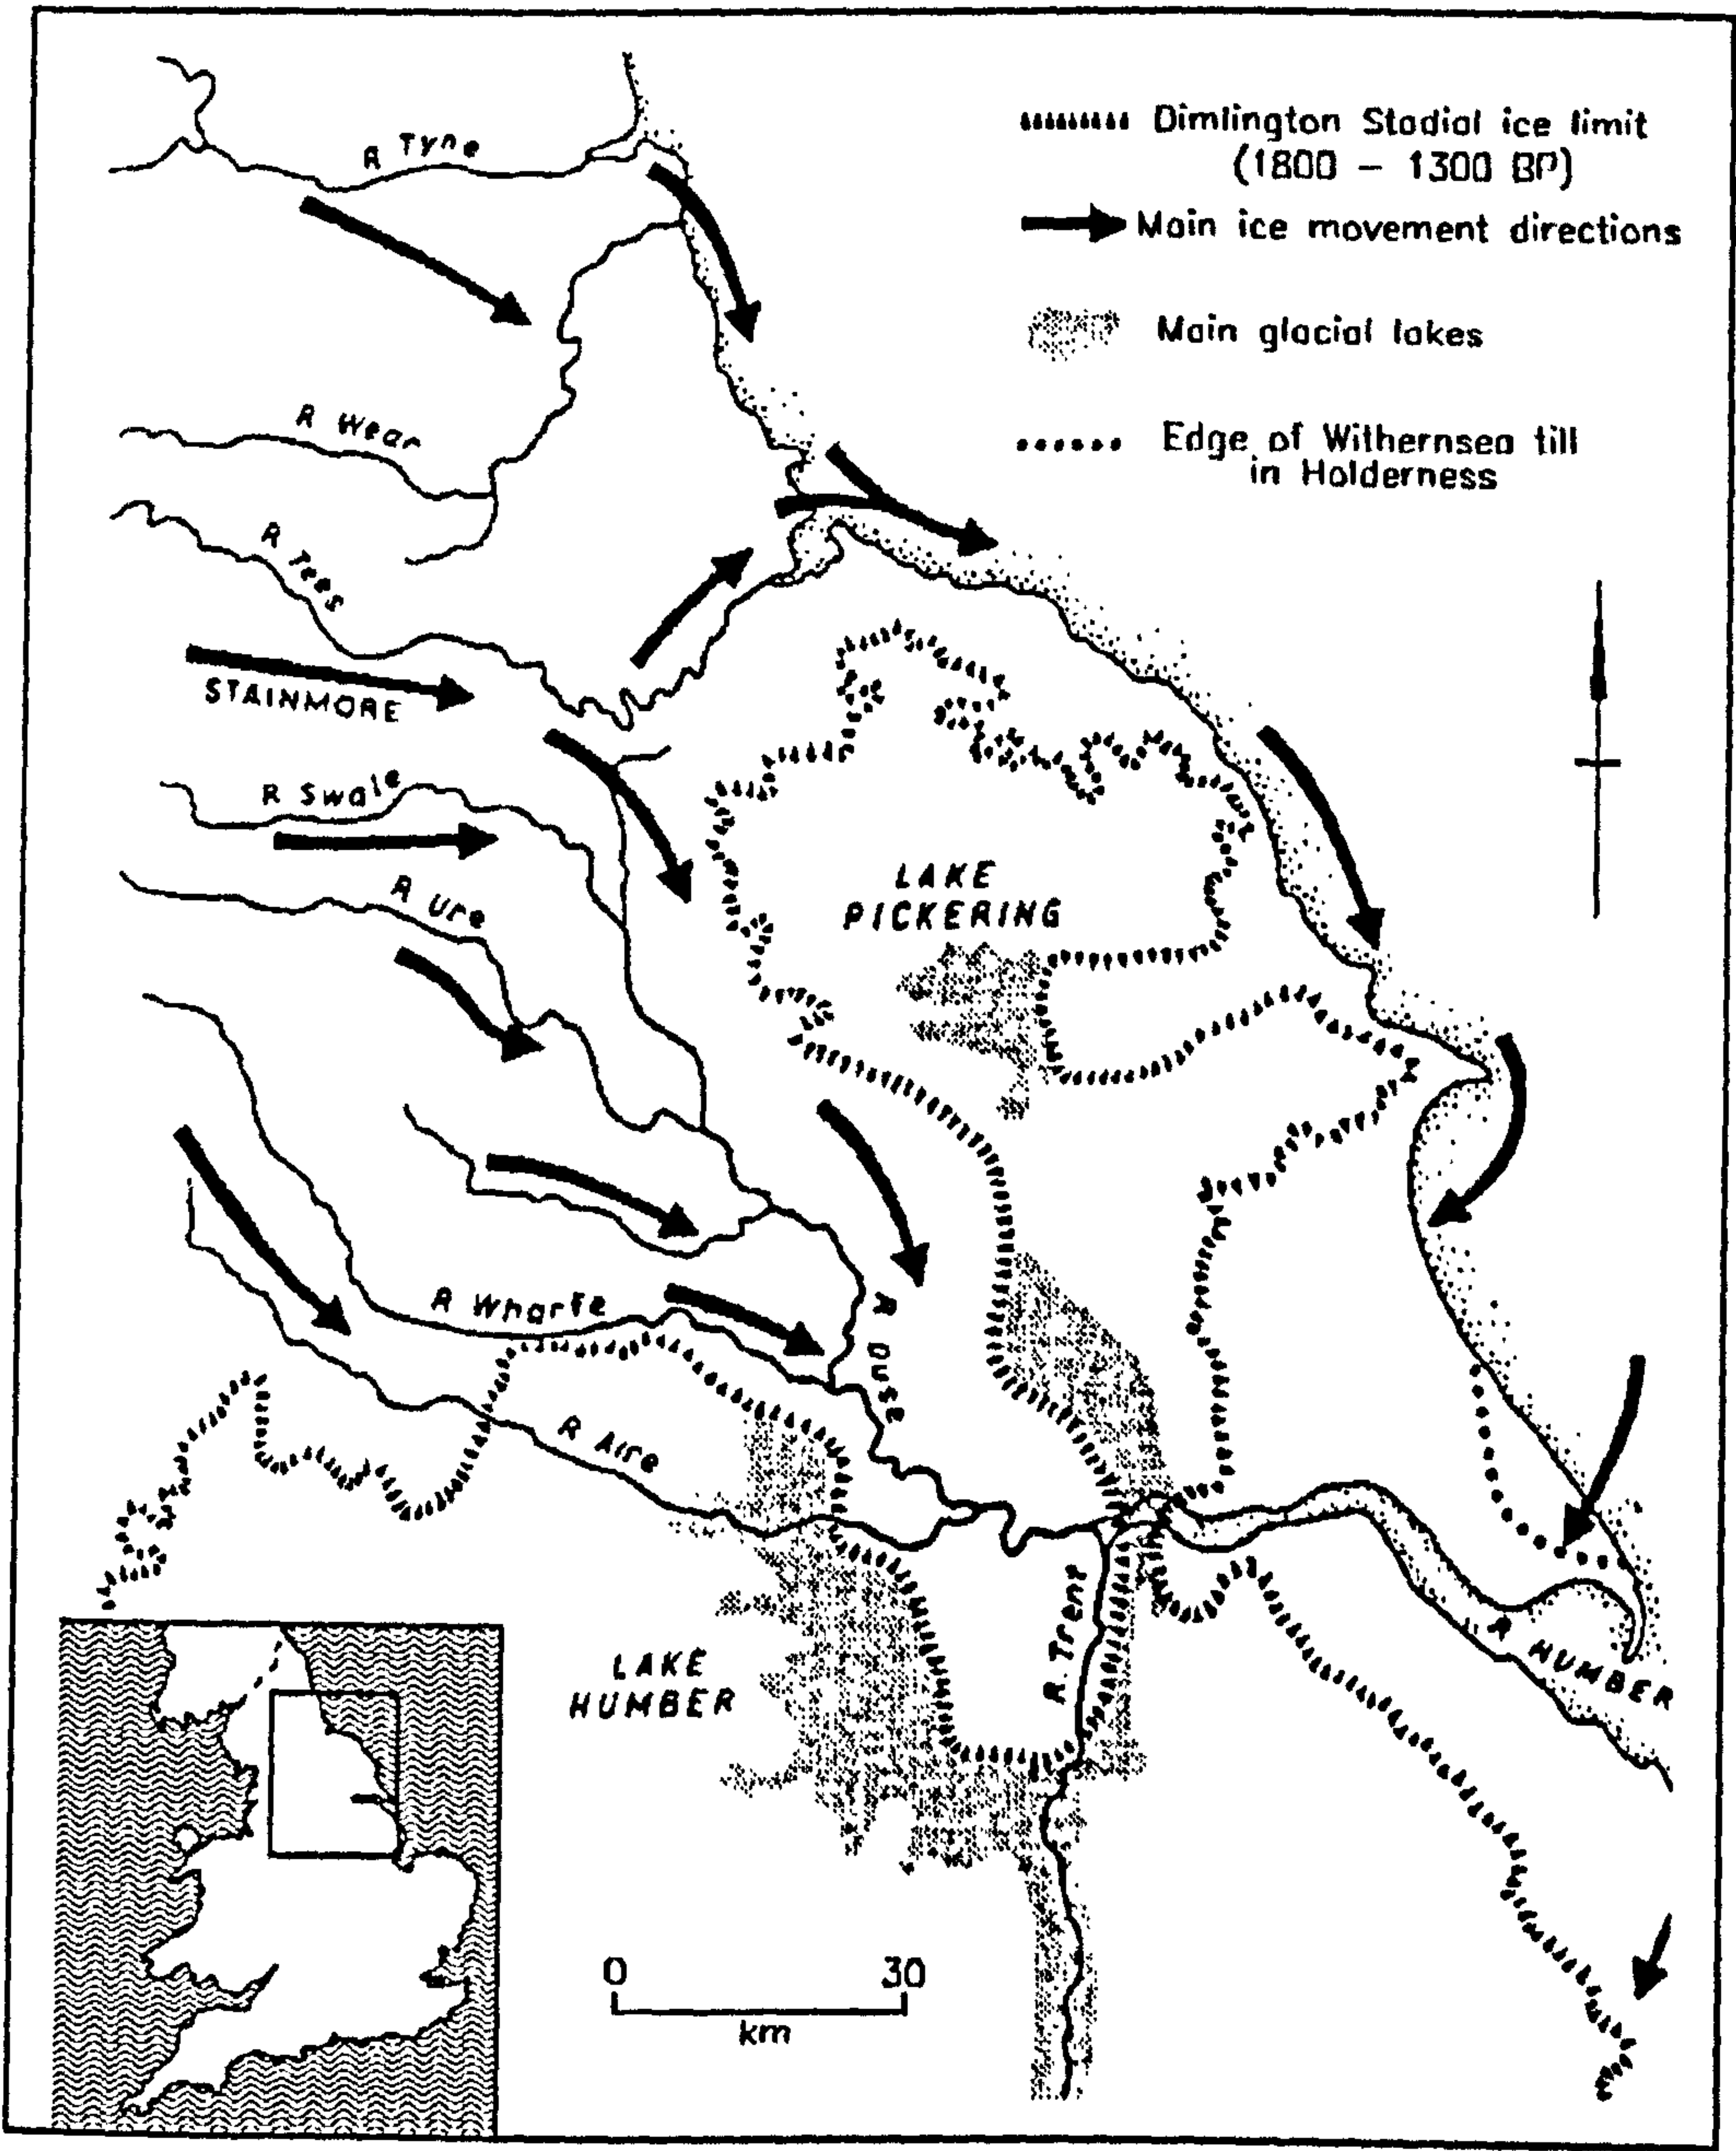 Dimlington Stadial ice limit
(1800 - 1300 BP)
Main ice movement directions
Main glacial lakes
Edge of Withernsea till
in Holderness
R Tyne
R Wear
R Tees
STAINMORE
R Swale
R Ure
LAKE
PICKERING
R Wharfe
R Ouse
R Aire
LAKE
HUMBER
R. Trent
R HUMBER
0 30
km